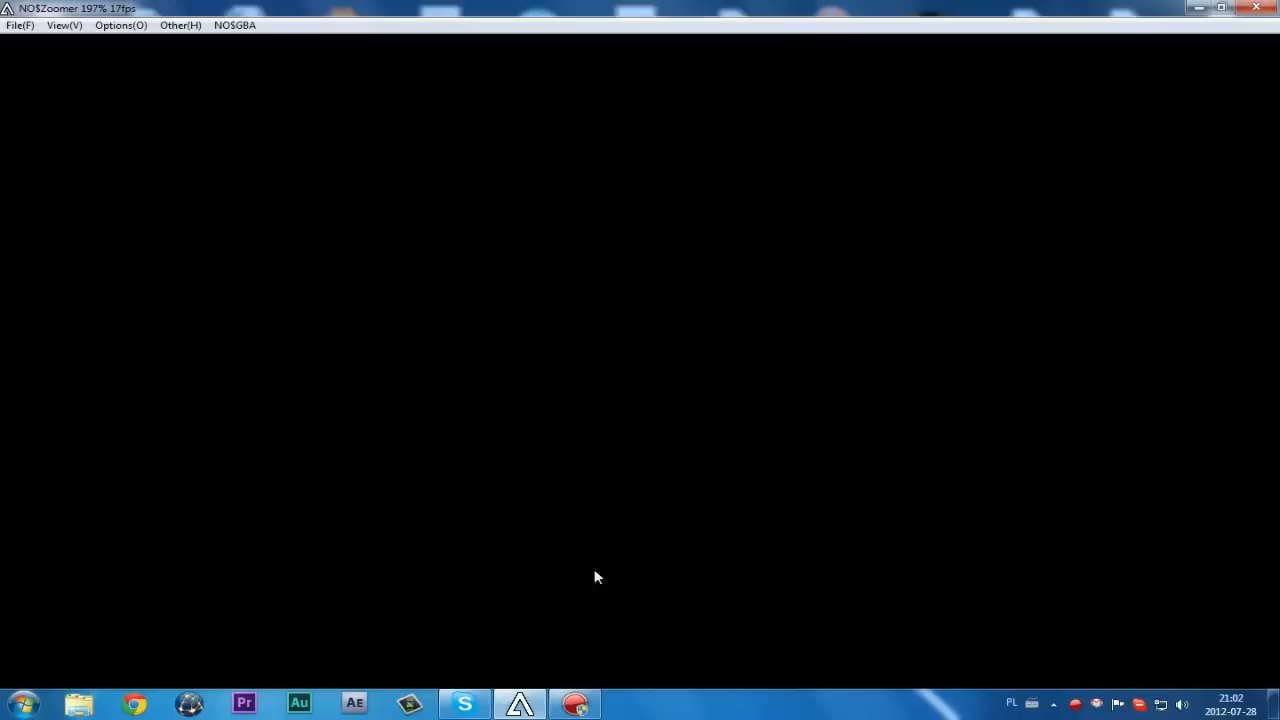 NO$Zoomer 197% 17fps
File(F) View(V) Options(O) Other(H) NO$GBA
Pr Au AE S PL 21:02
2012-07-28